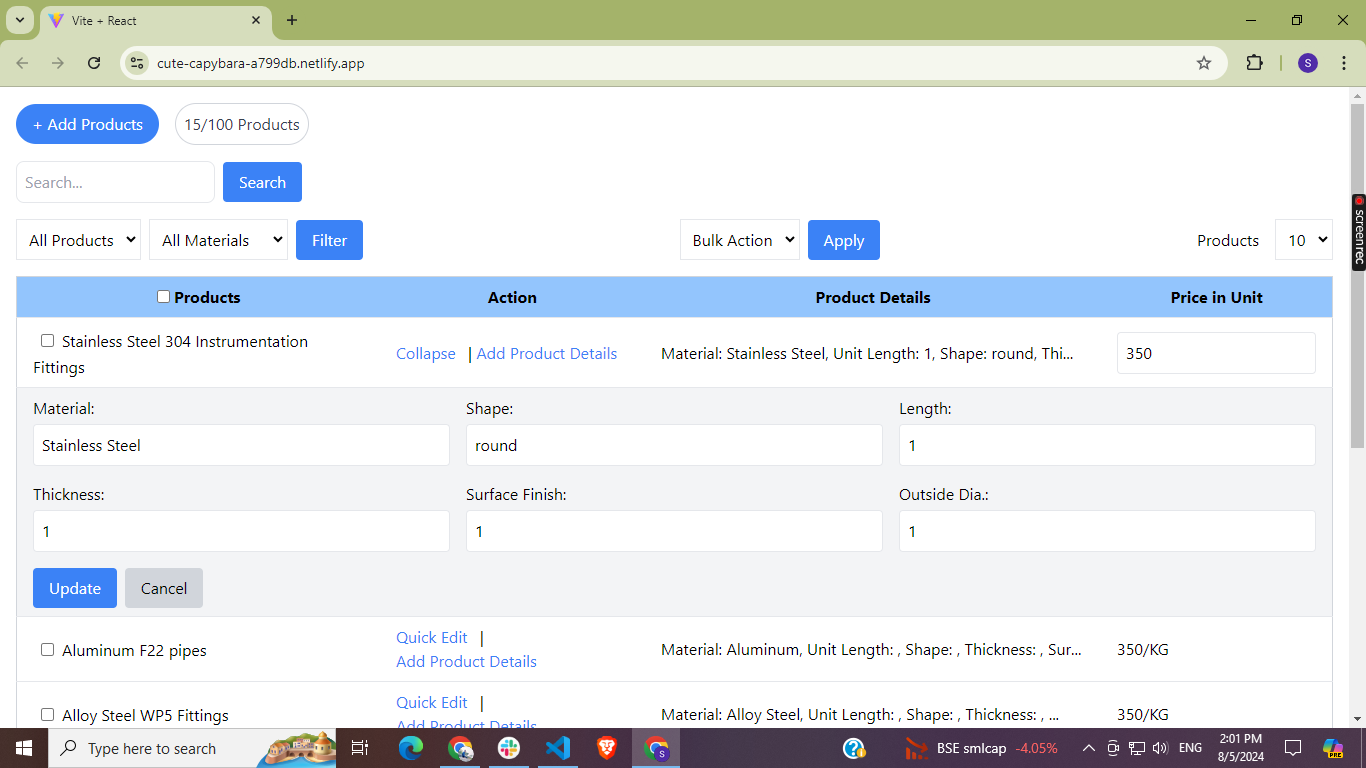 Vite + React
cute-capybara-a799db.netlify.app
S
+ Add Products
15/100 Products
Search...
Search
All Products
All Materials
Filter
Bulk Action
Apply
Products
10
screenrec
Products
Action
Product Details
Price in Unit
Stainless Steel 304 Instrumentation
Fittings
Collapse | Add Product Details
Material: Stainless Steel, Unit Length: 1, Shape: round, Thi...
350
Material:
Shape:
Length:
Stainless Steel
round
1
Thickness:
Surface Finish:
Outside Dia.:
1
1
1
Update
Cancel
Aluminum F22 pipes
Quick Edit |
Add Product Details
Material: Aluminum, Unit Length: , Shape: , Thickness: , Sur...
350/KG
Alloy Steel WP5 Fittings
Quick Edit |
Add Product Details
Material: Alloy Steel, Unit Length: , Shape: , Thickness: , ...
350/KG
Type here to search
S
BSE smlcap -4.05%
ENG
2:01 PM
8/5/2024
PRE